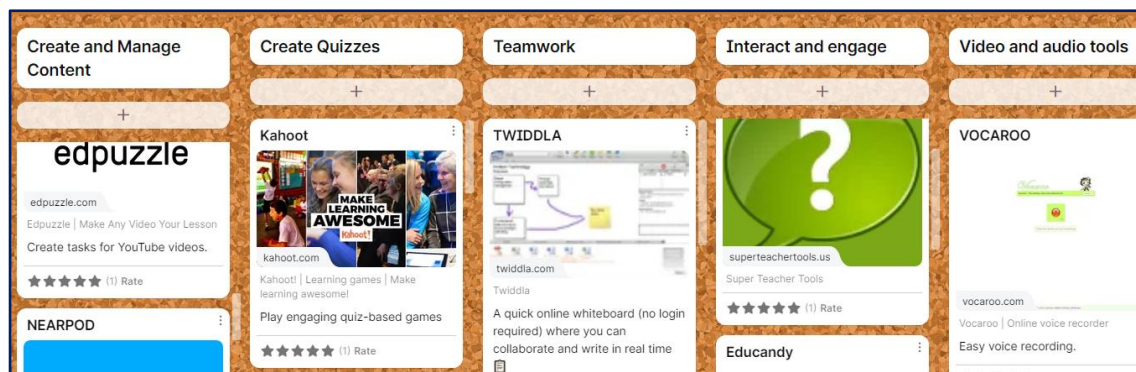 Create and Manage
Content
+
edpuzzle
edpuzzle.com
Edpuzzle | Make Any Video Your Lesson
Create tasks for YouTube videos.
(1) Rate
NEARPOD
Create Quizzes
+
Kahoot
MAKE
LEARNING
AWESOME
Kahoot!
kahoot.com
Kahoot! | Learning games | Make
learning awesome!
Play engaging quiz-based games
(1) Rate
Teamwork
+
TWIDDLA
twiddla.com
Twiddla
A quick online whiteboard (no login
required) where you can
collaborate and write in real time
Interact and engage
+
?
superteachertools.us
Super Teacher Tools
(1) Rate
Educandy
Video and audio tools
+
VOCAROO
Vocaroo
vocaroo.com
Vocaroo | Online voice recorder
Easy voice recording.